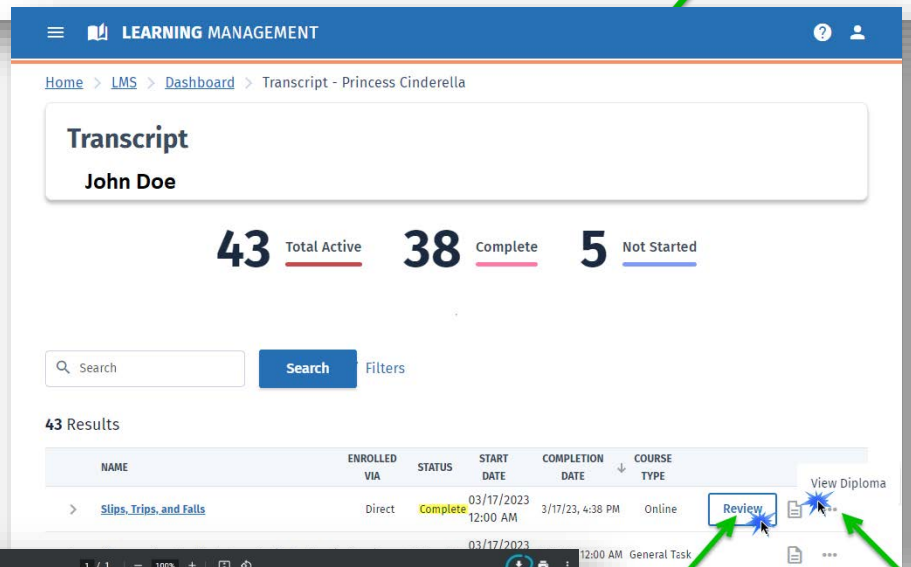 LEARNING MANAGEMENT
?
Home > LMS > Dashboard > Transcript - Princess Cinderella
Transcript
John Doe
43 Total Active 38 Complete 5 Not Started
Search Search Filters
43 Results
NAME ENROLLED VIA STATUS START DATE COMPLETION DATE ↓ COURSE TYPE
View Diploma
> Slips, Trips, and Falls Direct Complete 03/17/2023 12:00 AM 3/17/23, 4:38 PM Online Review
03/17/2023 12:00 AM General Task
1 / 1 − 100% +